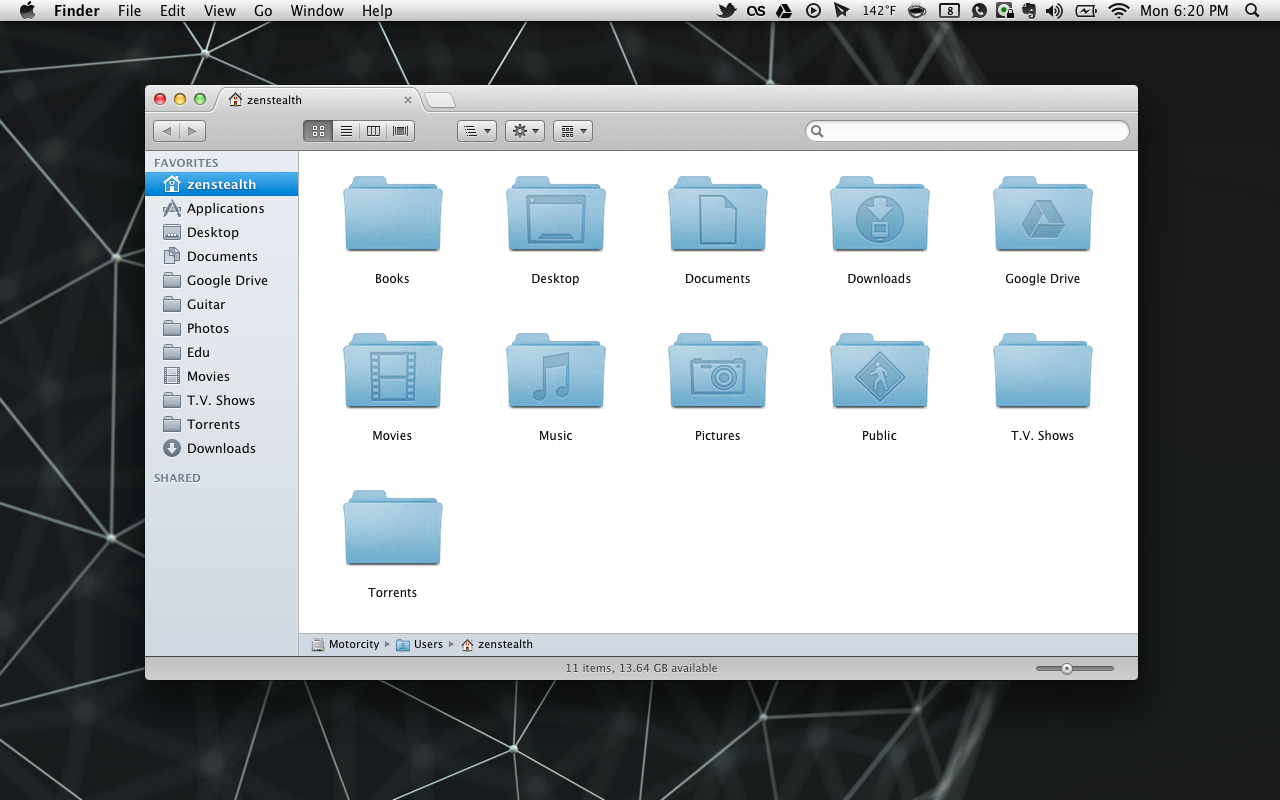 Finder File Edit View Go Window Help 142°F 8 Mon 6:20 PM
zenstealth
FAVORITES
zenstealth
Applications
Desktop
Documents
Google Drive
Guitar
Photos
Edu
Movies
T.V. Shows
Torrents
Downloads
SHARED
Books Desktop Documents Downloads Google Drive
Movies Music Pictures Public T.V. Shows
Torrents
Motorcity Users zenstealth
11 items, 13.64 GB available